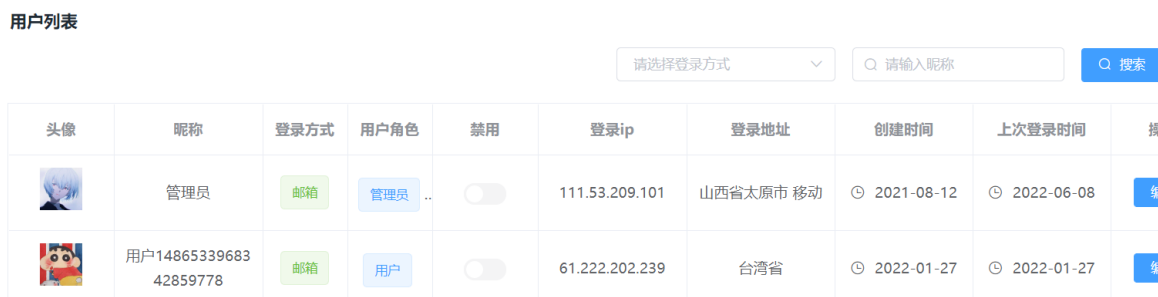 用户列表
请选择登录方式 请输入昵称 搜索
头像 昵称 登录方式 用户角色 禁用 登录ip 登录地址 创建时间 上次登录时间
管理员 邮箱 管理员 .. 111.53.209.101 山西省太原市 移动 2021-08-12 2022-06-08
用户14865339683
42859778 邮箱 用户 61.222.202.239 台湾省 2022-01-27 2022-01-27